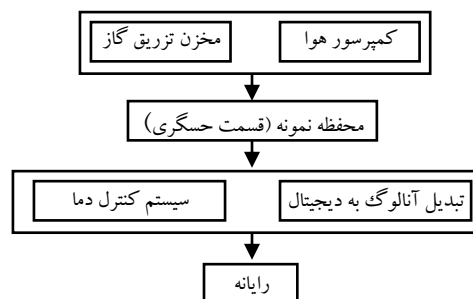 کمپرسور هوا
مخزن تزریق گاز
محفظه نمونه (قسمت حسگری)
تبدیل آنالوگ به دیجیتال
سیستم کنترل دما
رایانه